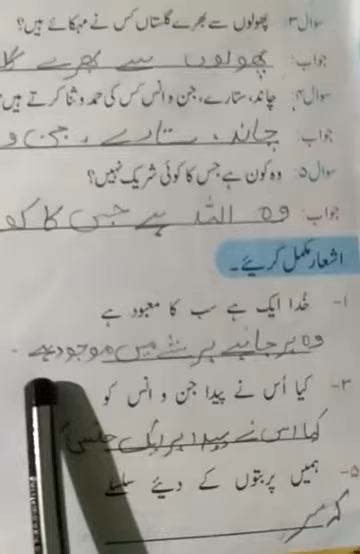 سوال ۳: پھولوں سے بھرے گلستاں کس نے مہکائے ہیں؟
جواب: پھولوں سے بھرے گا
سوال ۴: چاند، ستارے، جن و انس کس کی حمد و ثنا کرتے ہیں
جواب: چاند، ستارے، جن و
سوال ۵: وہ کون ہے جس کا کوئی شریک نہیں؟
جواب: وہ اللہ ہے جس کا کو
اشعار مکمل کریئے۔
۱- خُدا ایک ہے سب کا معبود ہے
وہ ہر جا ہے ہر شے میں موجود ہے
۳- کیا اُس نے پیدا جن و انس کو
کیا اس نے پیدا ہر ایک جنس
۵- ہمیں پربتوں کے دیئے سلسلے